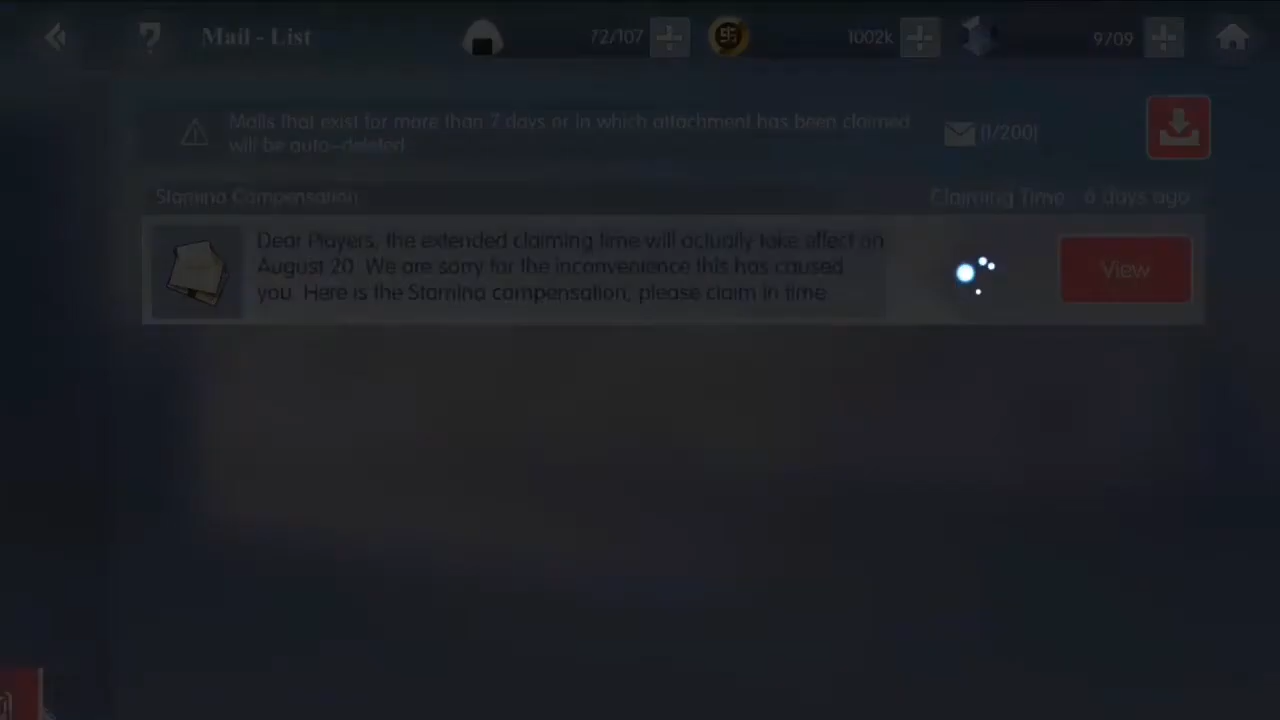 Mail - List
72/107
1002k
9709
Mails that exist for more than 7 days or in which attachment has been claimed
will be auto-deleted
(1/200)
Stamina Compensation
Claiming Time 6 days ago
Dear Players, the extended claiming time will actually take effect on
August 20. We are sorry for the inconvenience this has caused
you. Here is the Stamina compensation, please claim in time
View